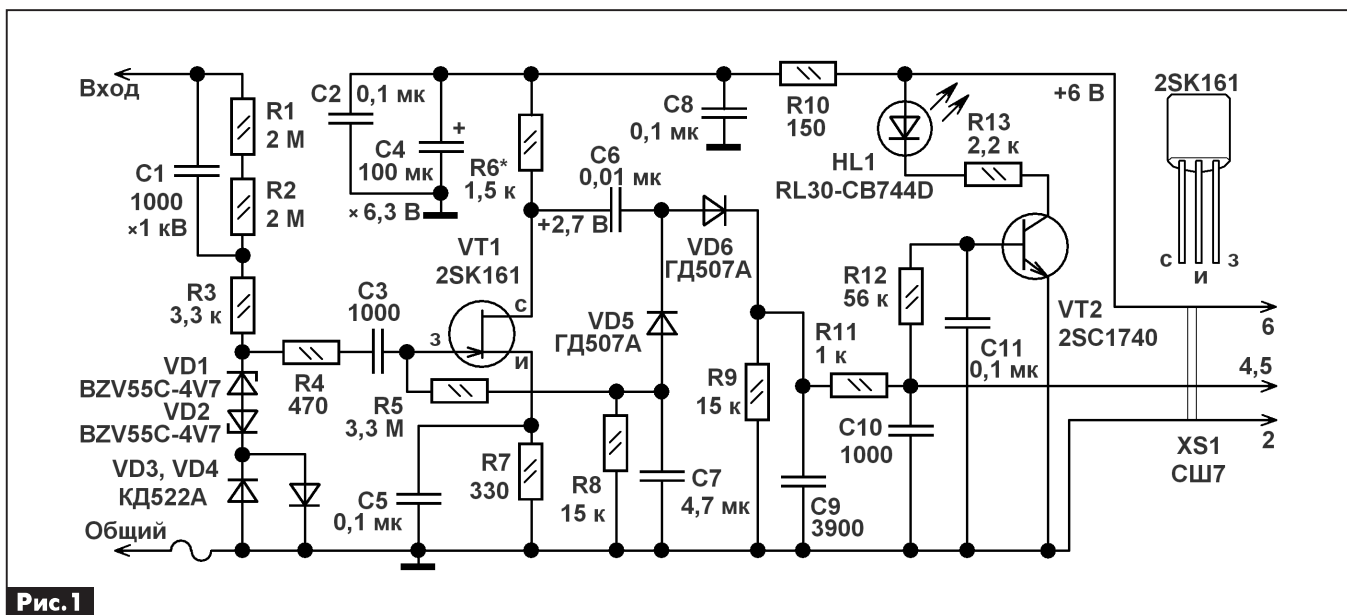 Вход
C1
1000
×1 кВ
R1
2 М
R2
2 М
R3
3,3 к
VD1
BZV55C-4V7
VD2
BZV55C-4V7
VD3, VD4
КД522А
Общий
C2
0,1 мк
C4
100 мк
× 6,3 В
+
R6*
1,5 к
+2,7 В
VT1
2SK161
с
з
и
C3
1000
R4
470
R5
3,3 М
C5
0,1 мк
R7
330
R8
15 к
C6
0,01 мк
VD6
ГД507А
VD5
ГД507А
C7
4,7 мк
C8
0,1 мк
R10
150
R9
15 к
C9
3900
R11
1 к
C10
1000
R12
56 к
C11
0,1 мк
HL1
RL30-CB744D
R13
2,2 к
+6 В
VT2
2SC1740
2SK161
с
и
з
6
4,5
2
XS1
СШ7
Рис.1